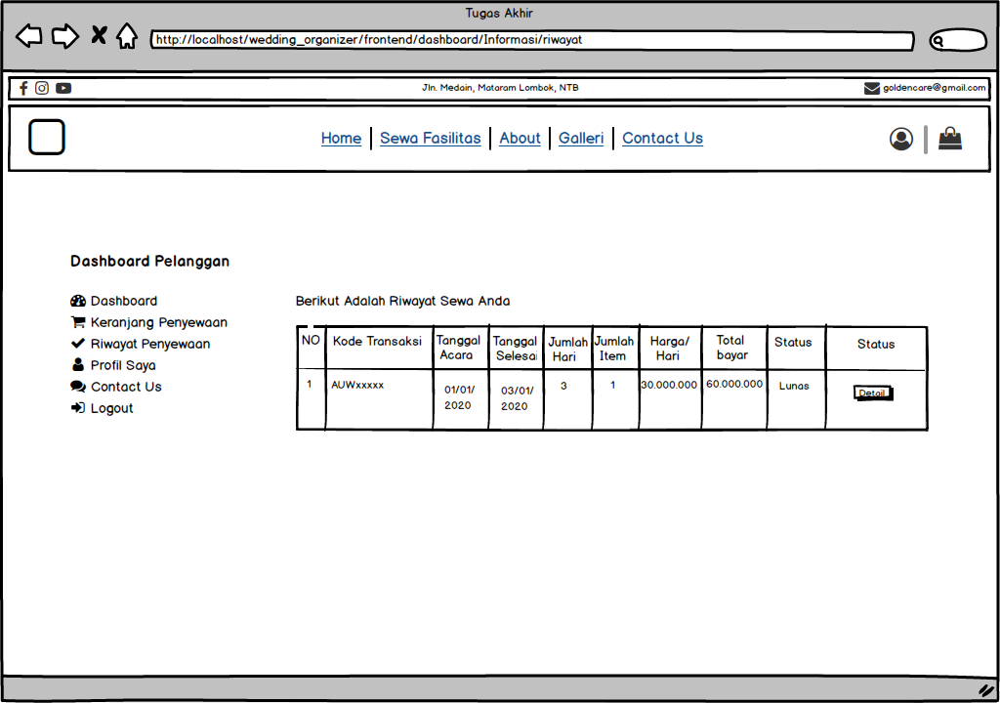 Tugas Akhir
http://localhost/wedding_organizer/frontend/dashboard/Informasi/riwayat
Jln. Medain, Mataram Lombok, NTB
goldencare@gmail.com
Home | Sewa Fasilitas | About | Galleri | Contact Us
Dashboard Pelanggan
Dashboard
Keranjang Penyewaan
Riwayat Penyewaan
Profil Saya
Contact Us
Logout
Berikut Adalah Riwayat Sewa Anda
NO Kode Transaksi Tanggal Acara Tanggal Selesai Jumlah Hari Jumlah Item Harga/ Hari Total bayar Status Status
1 AUWxxxxx 01/01/ 2020 03/01/ 2020 3 1 30.000.000 60.000.000 Lunas Detail